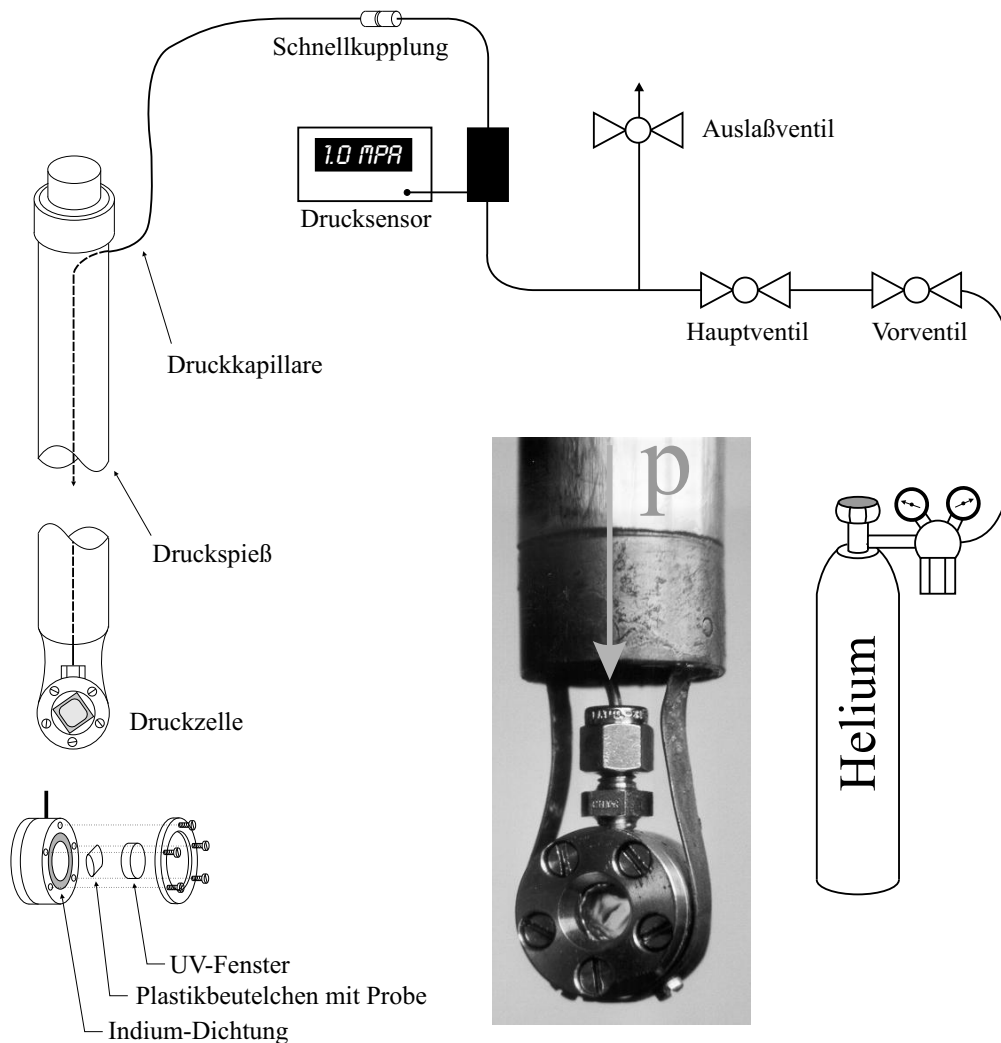 Schnellkupplung
1.0 MPA
Drucksensor
Auslaßventil
Hauptventil
Vorventil
Druckkapillare
p
Druckspieß
Helium
Druckzelle
UV-Fenster
Plastikbeutelchen mit Probe
Indium-Dichtung